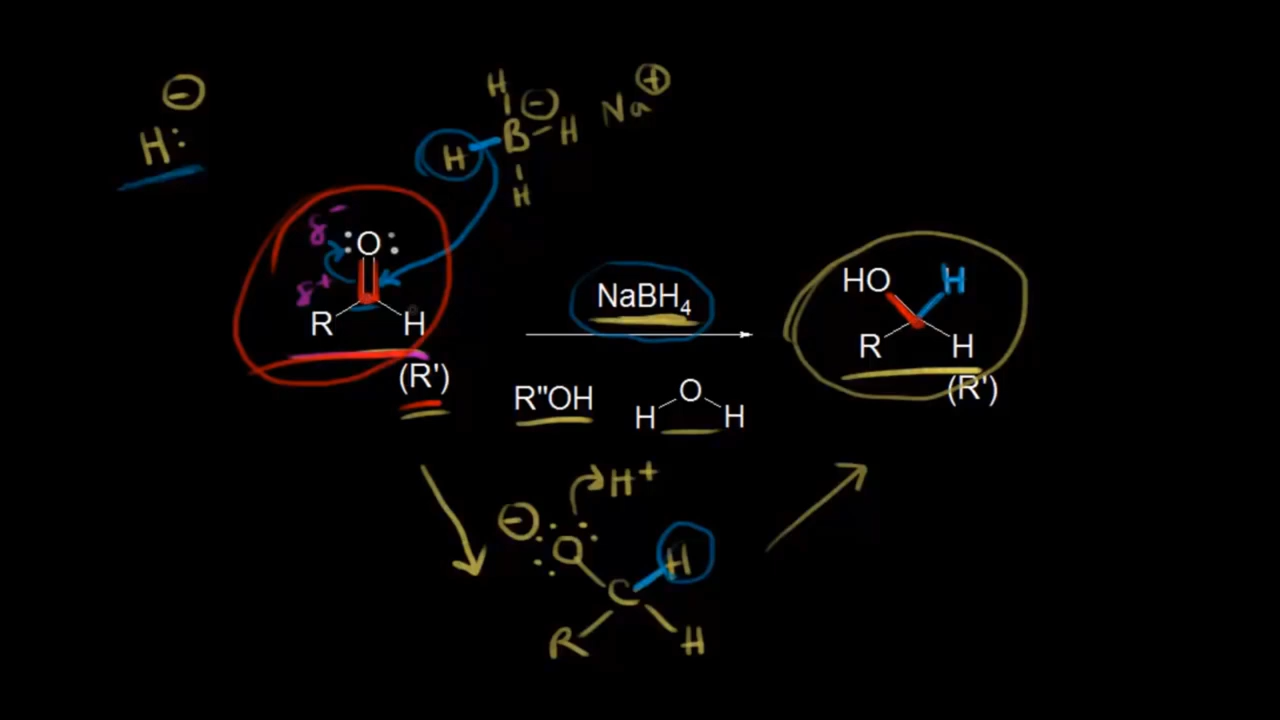 H:⊖
H
H B⊖ H Na⊕
H
δ-
O
δ+
R H
(R')
NaBH₄
R"OH
H O H
HO H
R H
(R')
⊖ O H+
C H
R H